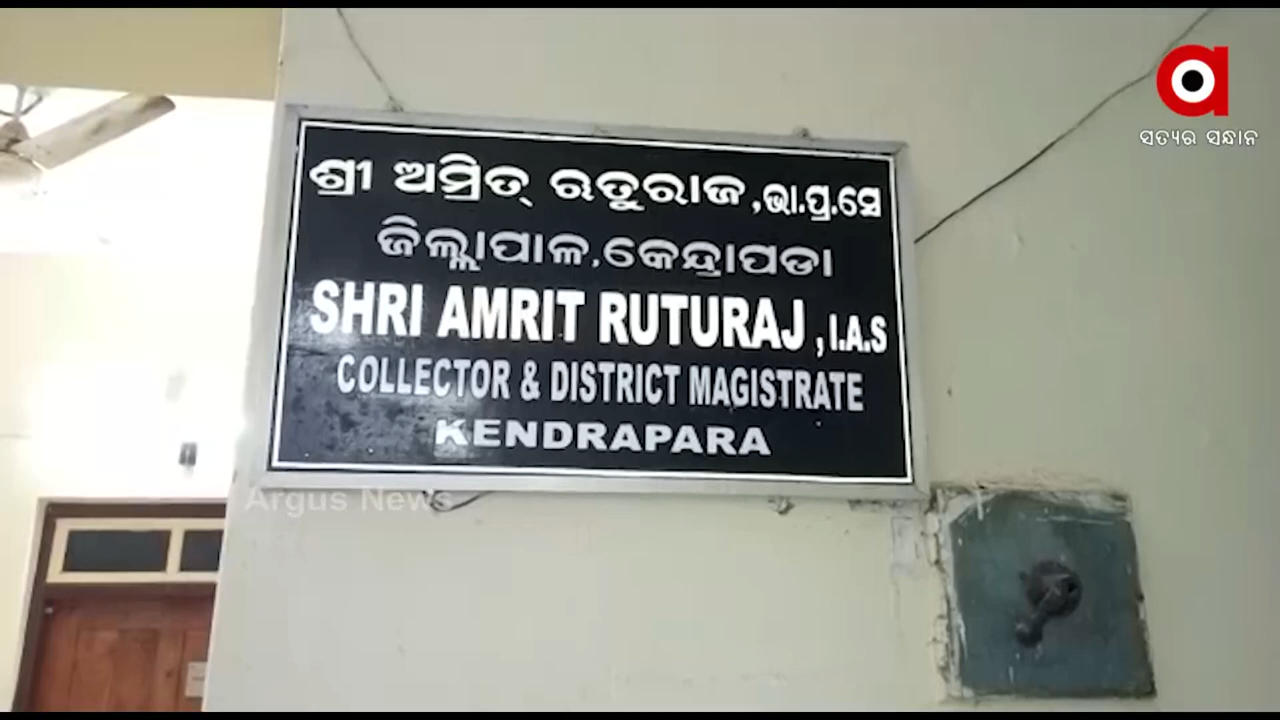 ସତ୍ୟର ସନ୍ଧାନ
ଶ୍ରୀ ଅମ୍ରିତ୍ ଋତୁରାଜ,ଭା.ପ୍ର.ସେ
ଜିଲ୍ଲାପାଳ,କେନ୍ଦ୍ରାପଡା
SHRI AMRIT RUTURAJ, I.A.S
COLLECTOR & DISTRICT MAGISTRATE
KENDRAPARA
Argus News